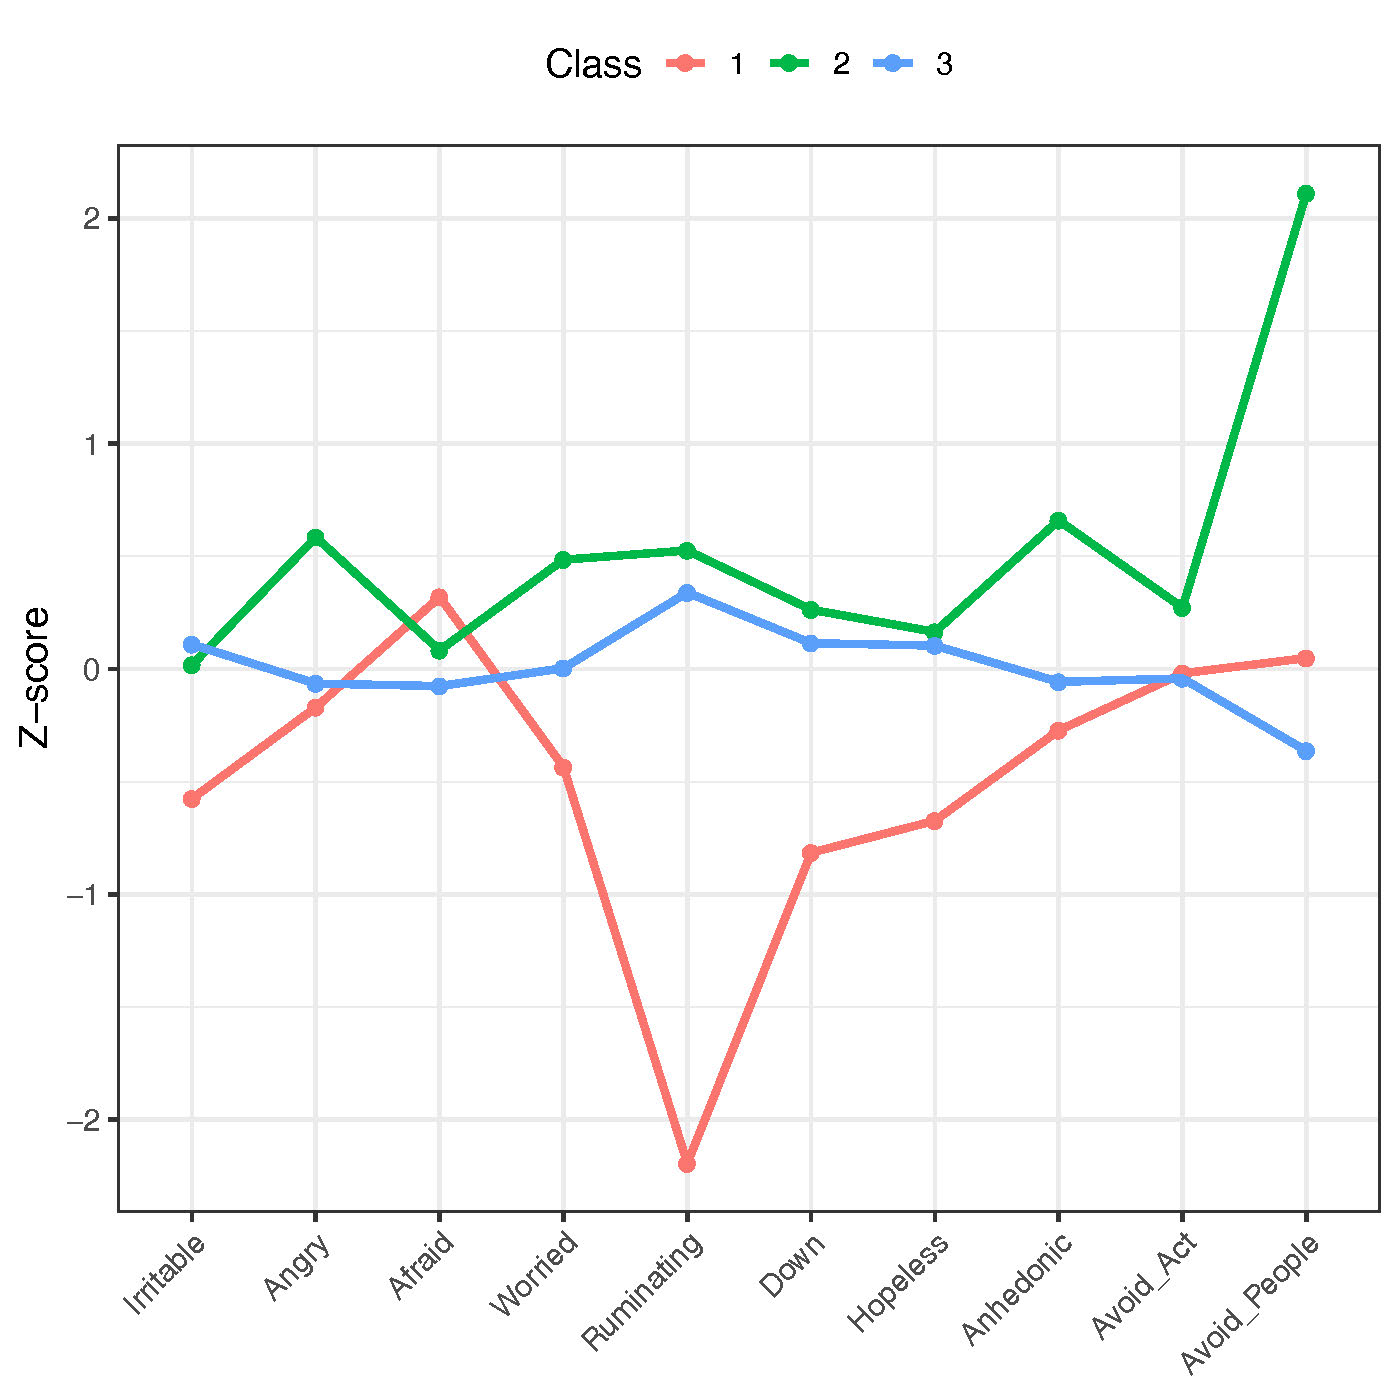 Class 1 2 3
Z−score
2
1
0
−1
−2
Irritable
Angry
Afraid
Worried
Ruminating
Down
Hopeless
Anhedonic
Avoid_Act
Avoid_People